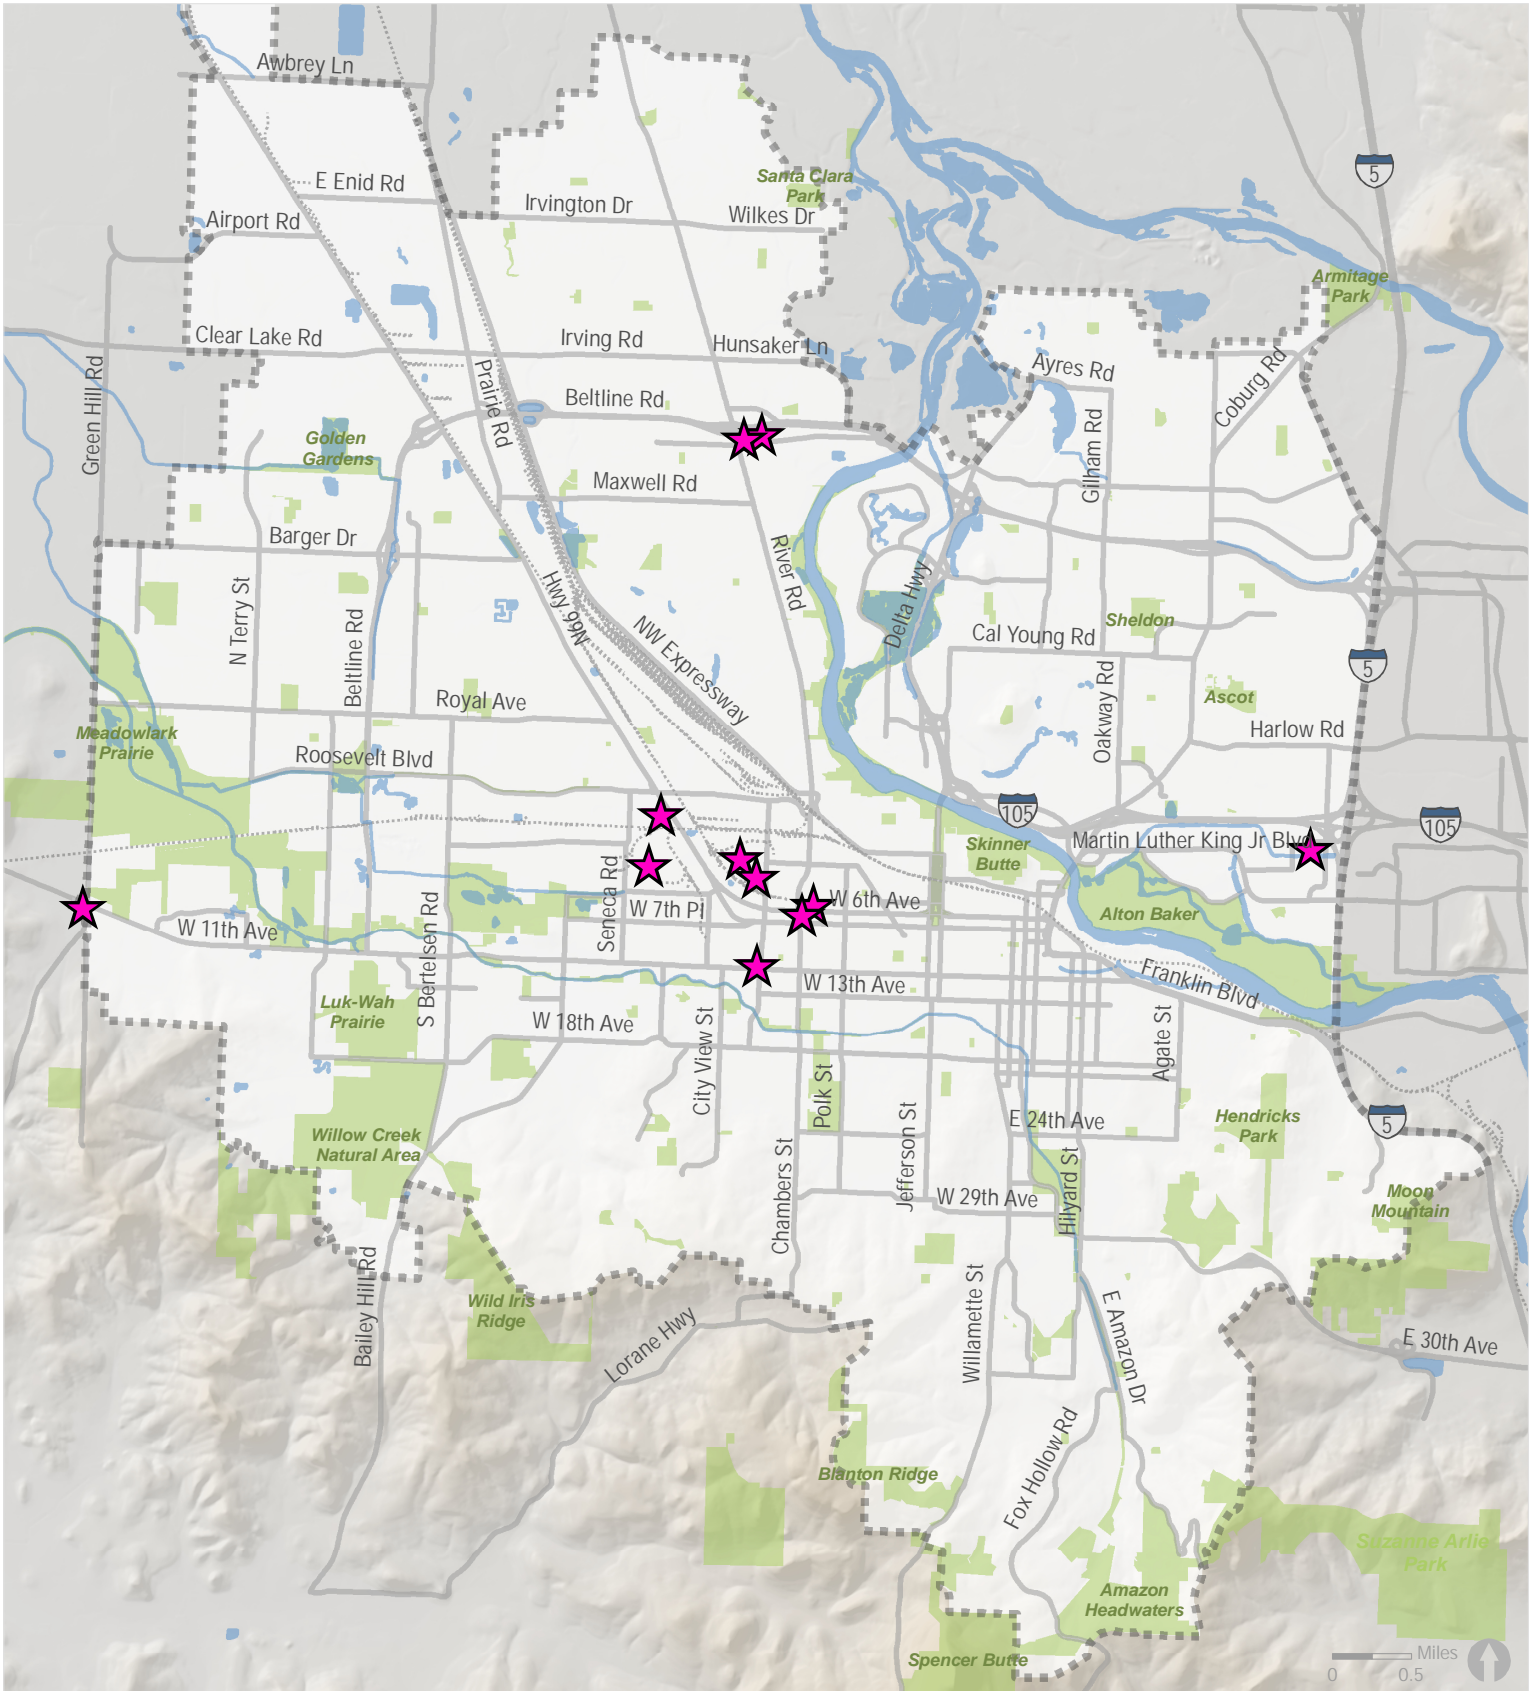 Awbrey Ln
E Enid Rd
Airport Rd
Irvington Dr
Wilkes Dr
Santa Clara
Park
5
Armitage
Park
Clear Lake Rd
Irving Rd
Hunsaker Ln
Green Hill Rd
Prairie Rd
Beltline Rd
Ayres Rd
Coburg Rd
Gilham Rd
Golden
Gardens
Maxwell Rd
Barger Dr
River Rd
N Terry St
Beltline Rd
Hwy 99N
NW Expressway
Delta Hwy
Cal Young Rd
Sheldon
5
Royal Ave
Oakway Rd
Ascot
Harlow Rd
Meadowlark
Prairie
Roosevelt Blvd
105
105
Skinner
Butte
Martin Luther King Jr Blvd
Seneca Rd
W 7th Pl
W 6th Ave
Alton Baker
W 11th Ave
S Bertelsen Rd
W 13th Ave
Franklin Blvd
Luk-Wah
Prairie
W 18th Ave
City View St
Polk St
Agate St
Willow Creek
Natural Area
Chambers St
Jefferson St
E 24th Ave
Hendricks
Park
5
Hilyard St
W 29th Ave
Moon
Mountain
Bailey Hill Rd
Wild Iris
Ridge
Lorane Hwy
Willamette St
E Amazon Dr
E 30th Ave
Fox Hollow Rd
Blanton Ridge
Suzanne Arlie
Park
Amazon
Headwaters
Spencer Butte
Miles
0 0.5